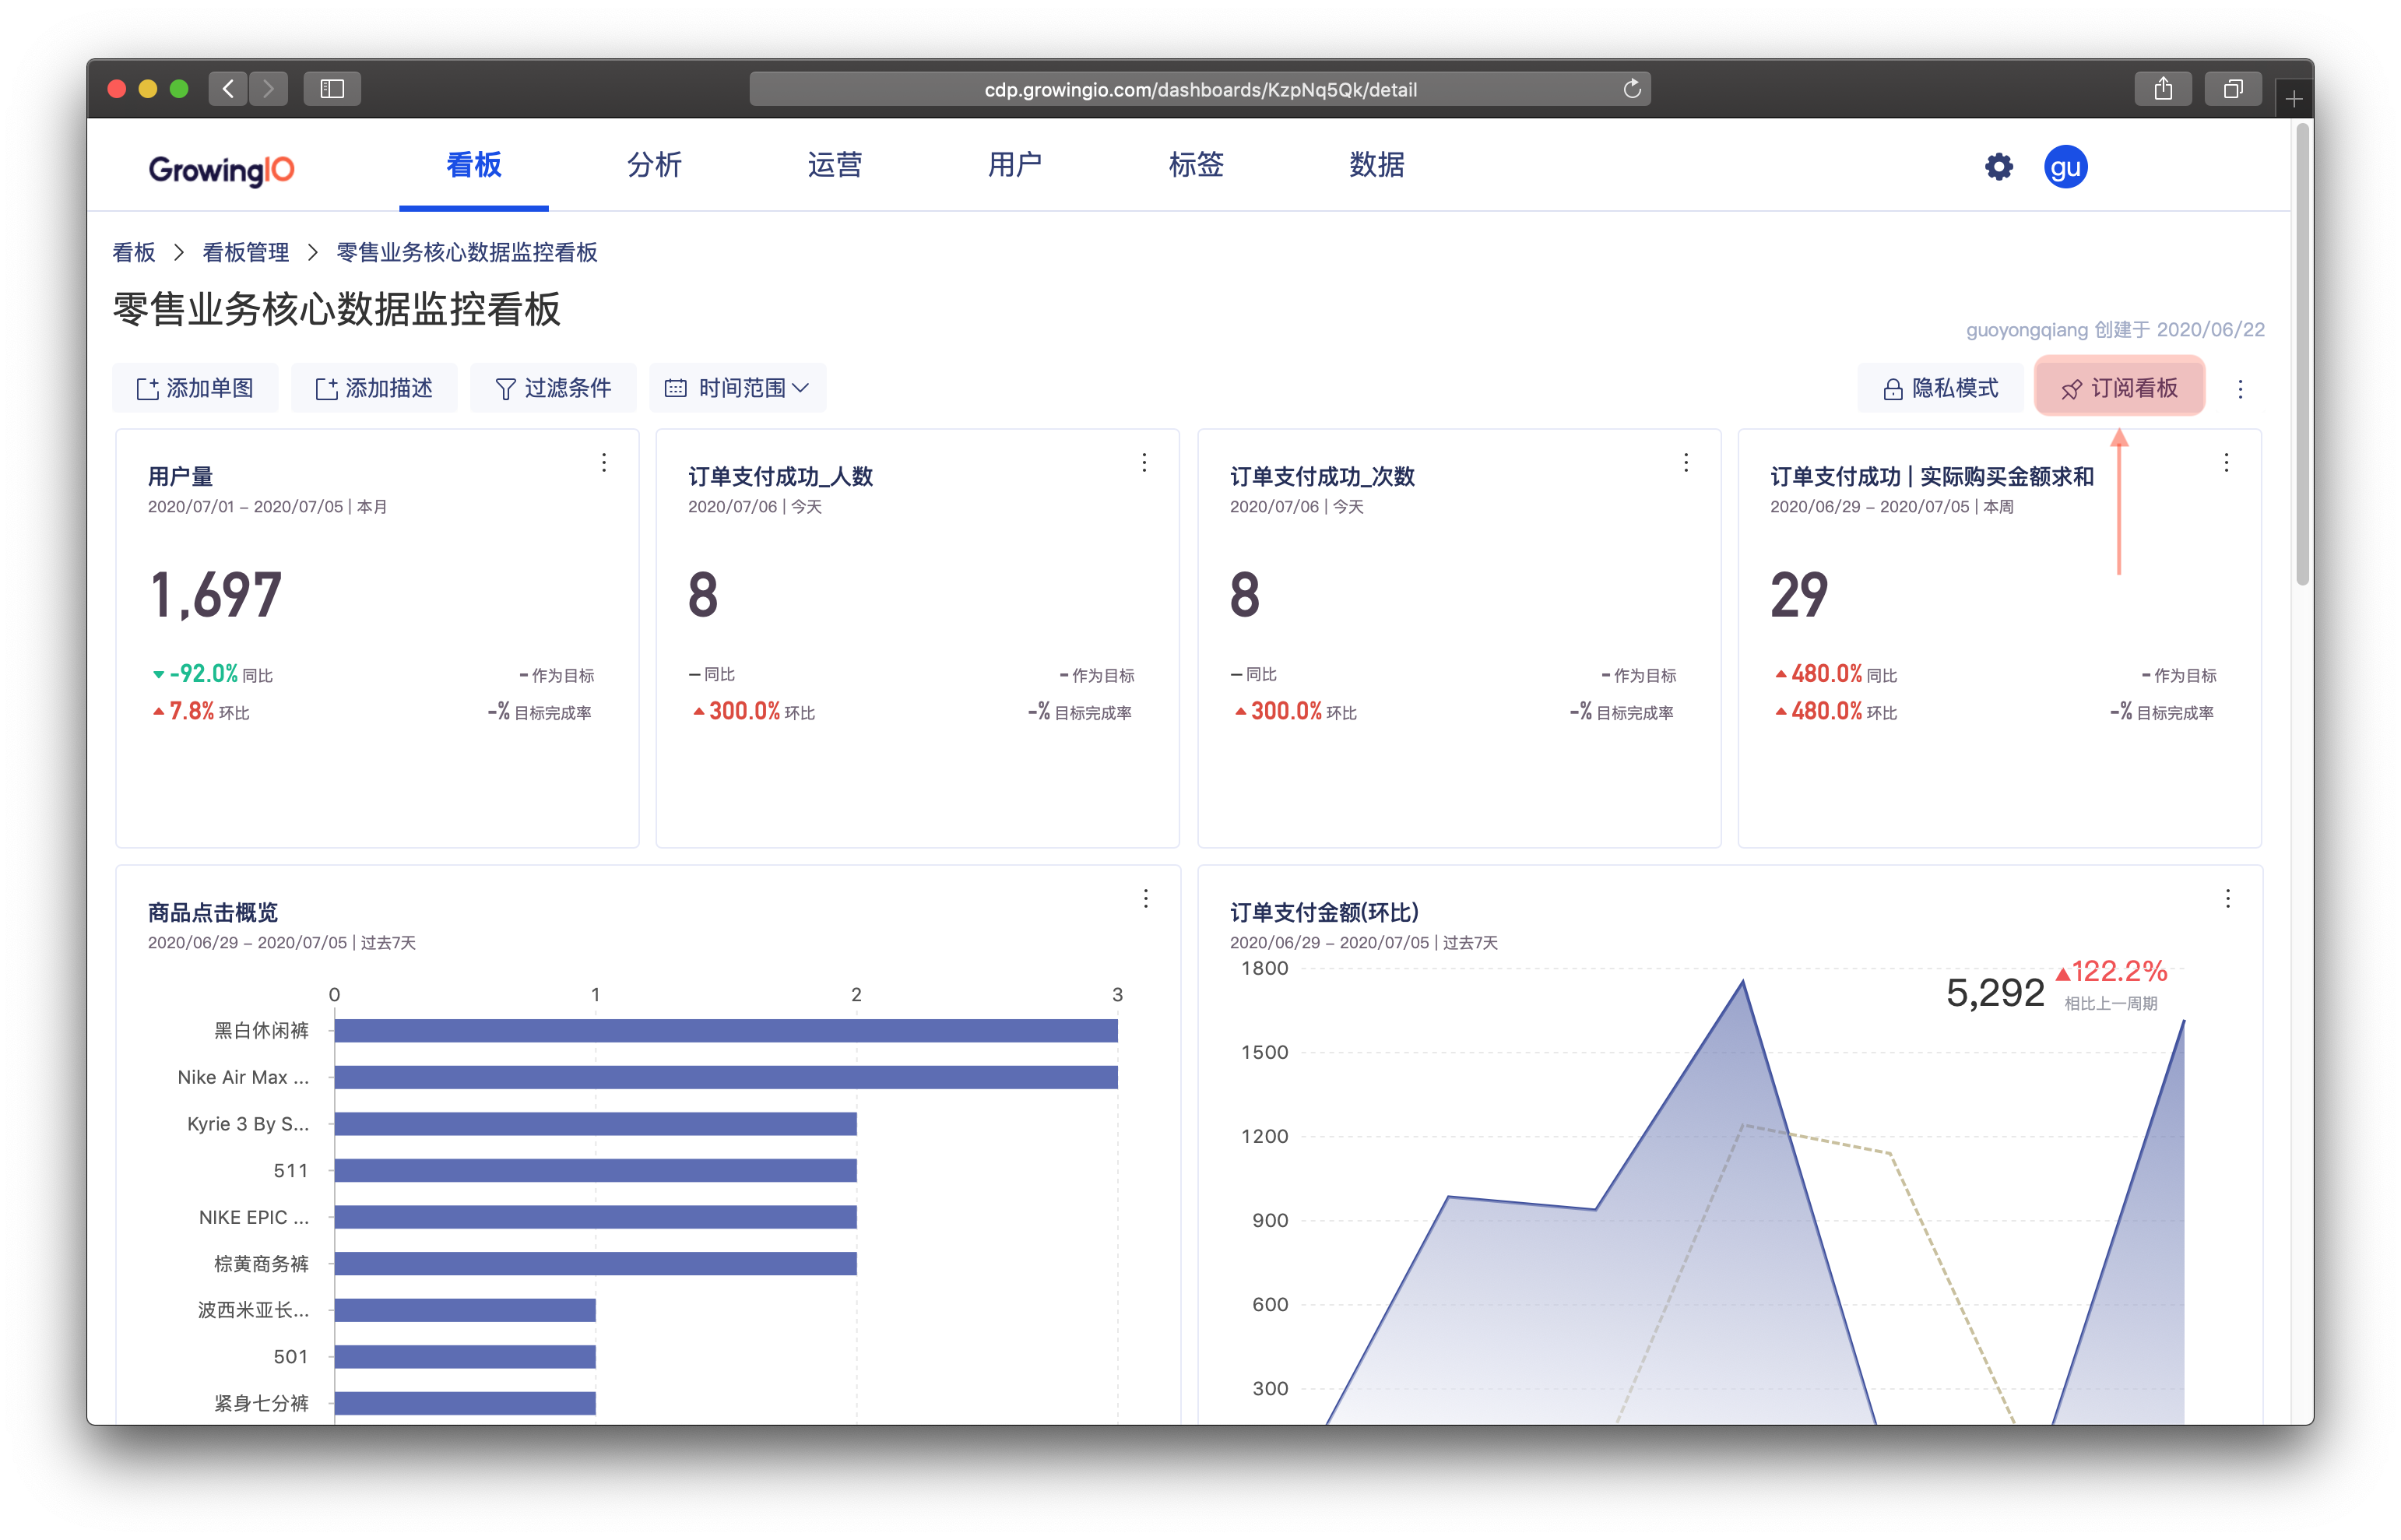 cdp.growingio.com/dashboards/KzpNq5Qk/detail
GrowingIO 看板 分析 运营 用户 标签 数据 gu
看板 > 看板管理 > 零售业务核心数据监控看板
零售业务核心数据监控看板
guoyongqiang 创建于 2020/06/22
添加单图 添加描述 过滤条件 时间范围 隐私模式 订阅看板
用户量
2020/07/01 – 2020/07/05 | 本月
1,697
-92.0% 同比 – 作为目标
7.8% 环比 -% 目标完成率
订单支付成功_人数
2020/07/06 | 今天
8
– 同比 – 作为目标
300.0% 环比 -% 目标完成率
订单支付成功_次数
2020/07/06 | 今天
8
– 同比 – 作为目标
300.0% 环比 -% 目标完成率
订单支付成功 | 实际购买金额求和
2020/06/29 – 2020/07/05 | 本周
29
480.0% 同比 – 作为目标
480.0% 环比 -% 目标完成率
商品点击概览
2020/06/29 – 2020/07/05 | 过去7天
0 1 2 3
黑白休闲裤
Nike Air Max ...
Kyrie 3 By S...
511
NIKE EPIC ...
棕黄商务裤
波西米亚长...
501
紧身七分裤
订单支付金额(环比)
2020/06/29 – 2020/07/05 | 过去7天
5,292 122.2%
相比上一周期
1800
1500
1200
900
600
300